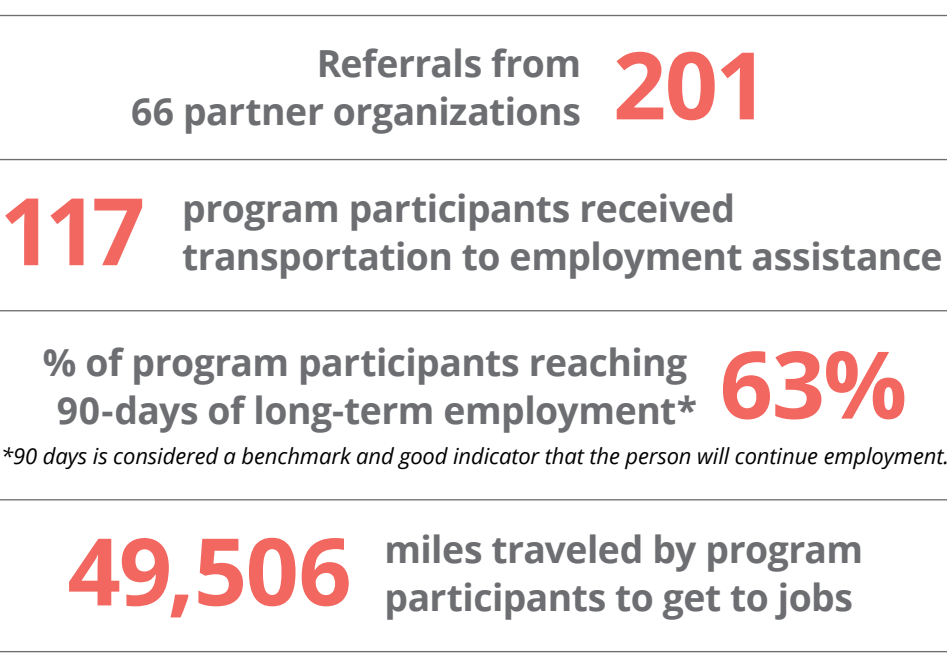 Referrals from
66 partner organizations
201
117
program participants received
transportation to employment assistance
% of program participants reaching
90-days of long-term employment*
63%
*90 days is considered a benchmark and good indicator that the person will continue employment.
49,506
miles traveled by program
participants to get to jobs